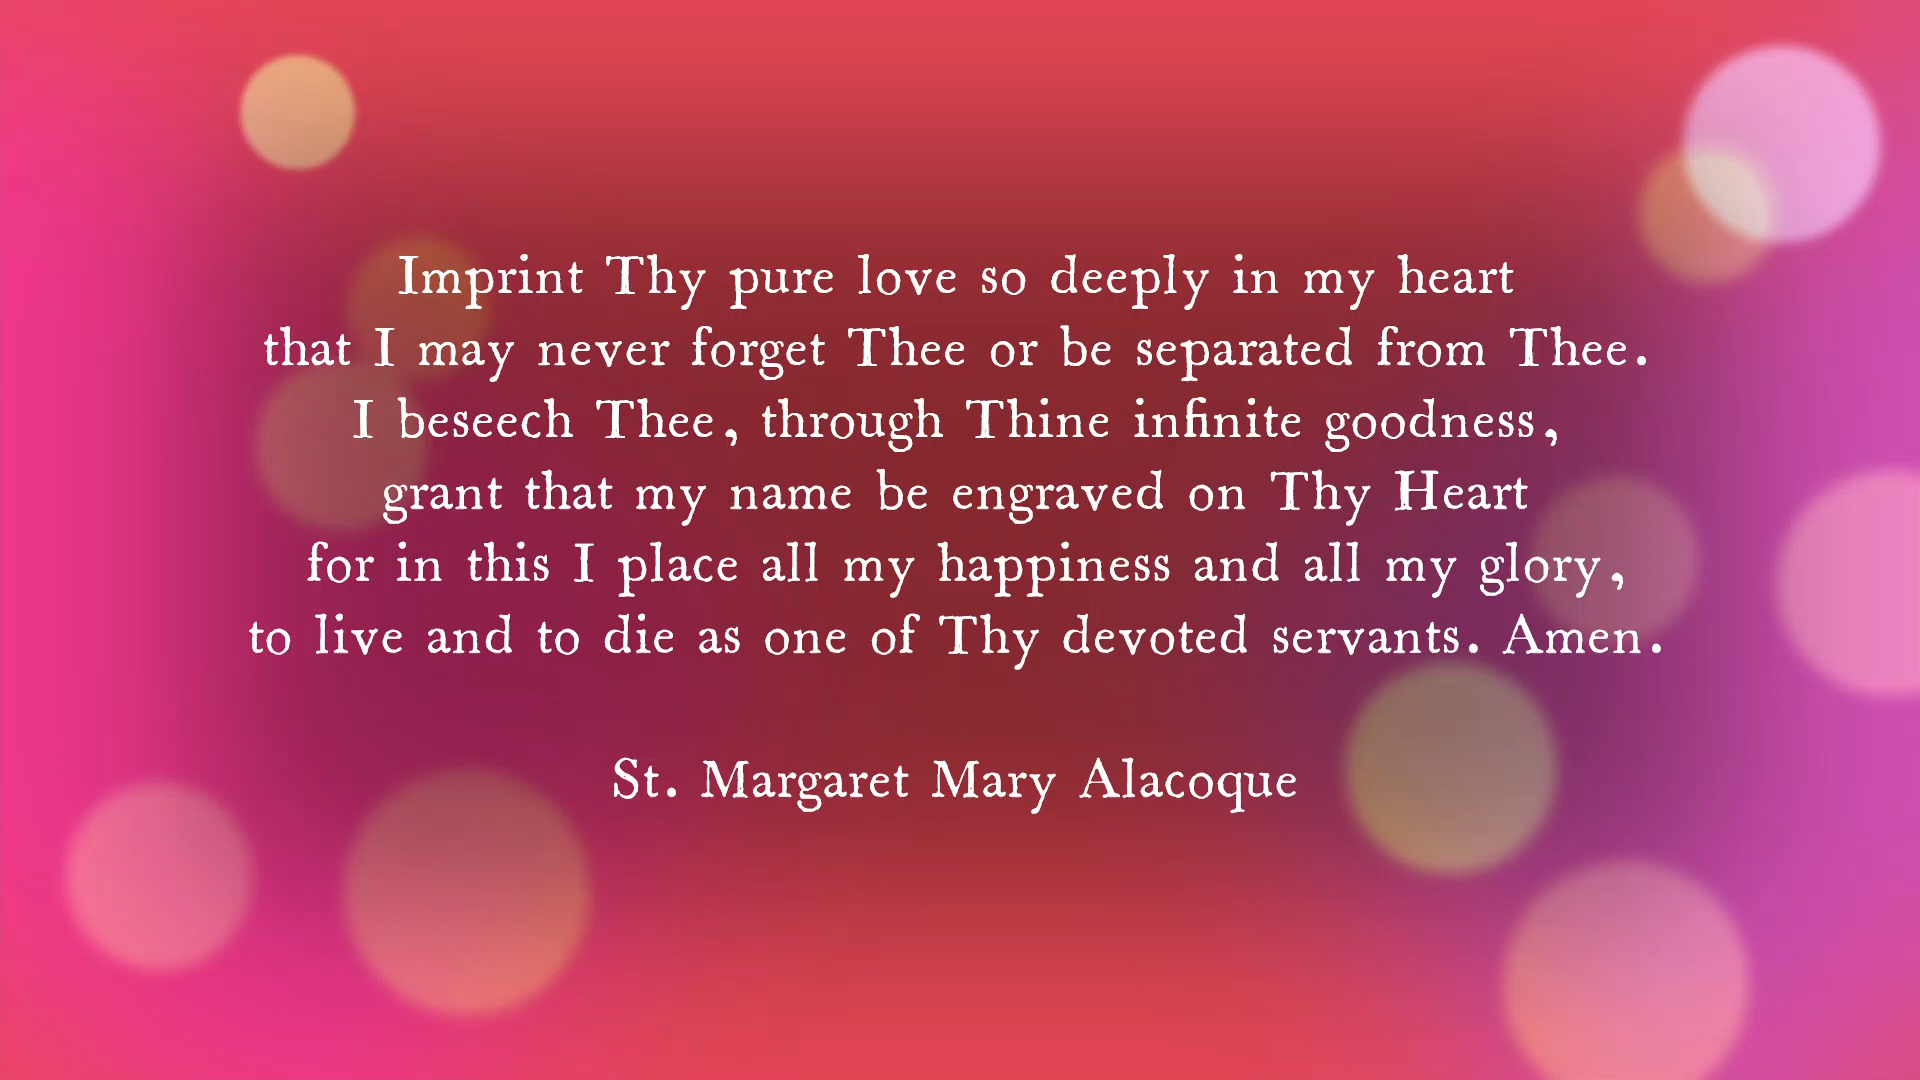 Imprint Thy pure love so deeply in my heart
that I may never forget Thee or be separated from Thee.
I beseech Thee, through Thine infinite goodness,
grant that my name be engraved on Thy Heart
for in this I place all my happiness and all my glory,
to live and to die as one of Thy devoted servants. Amen.
St. Margaret Mary Alacoque